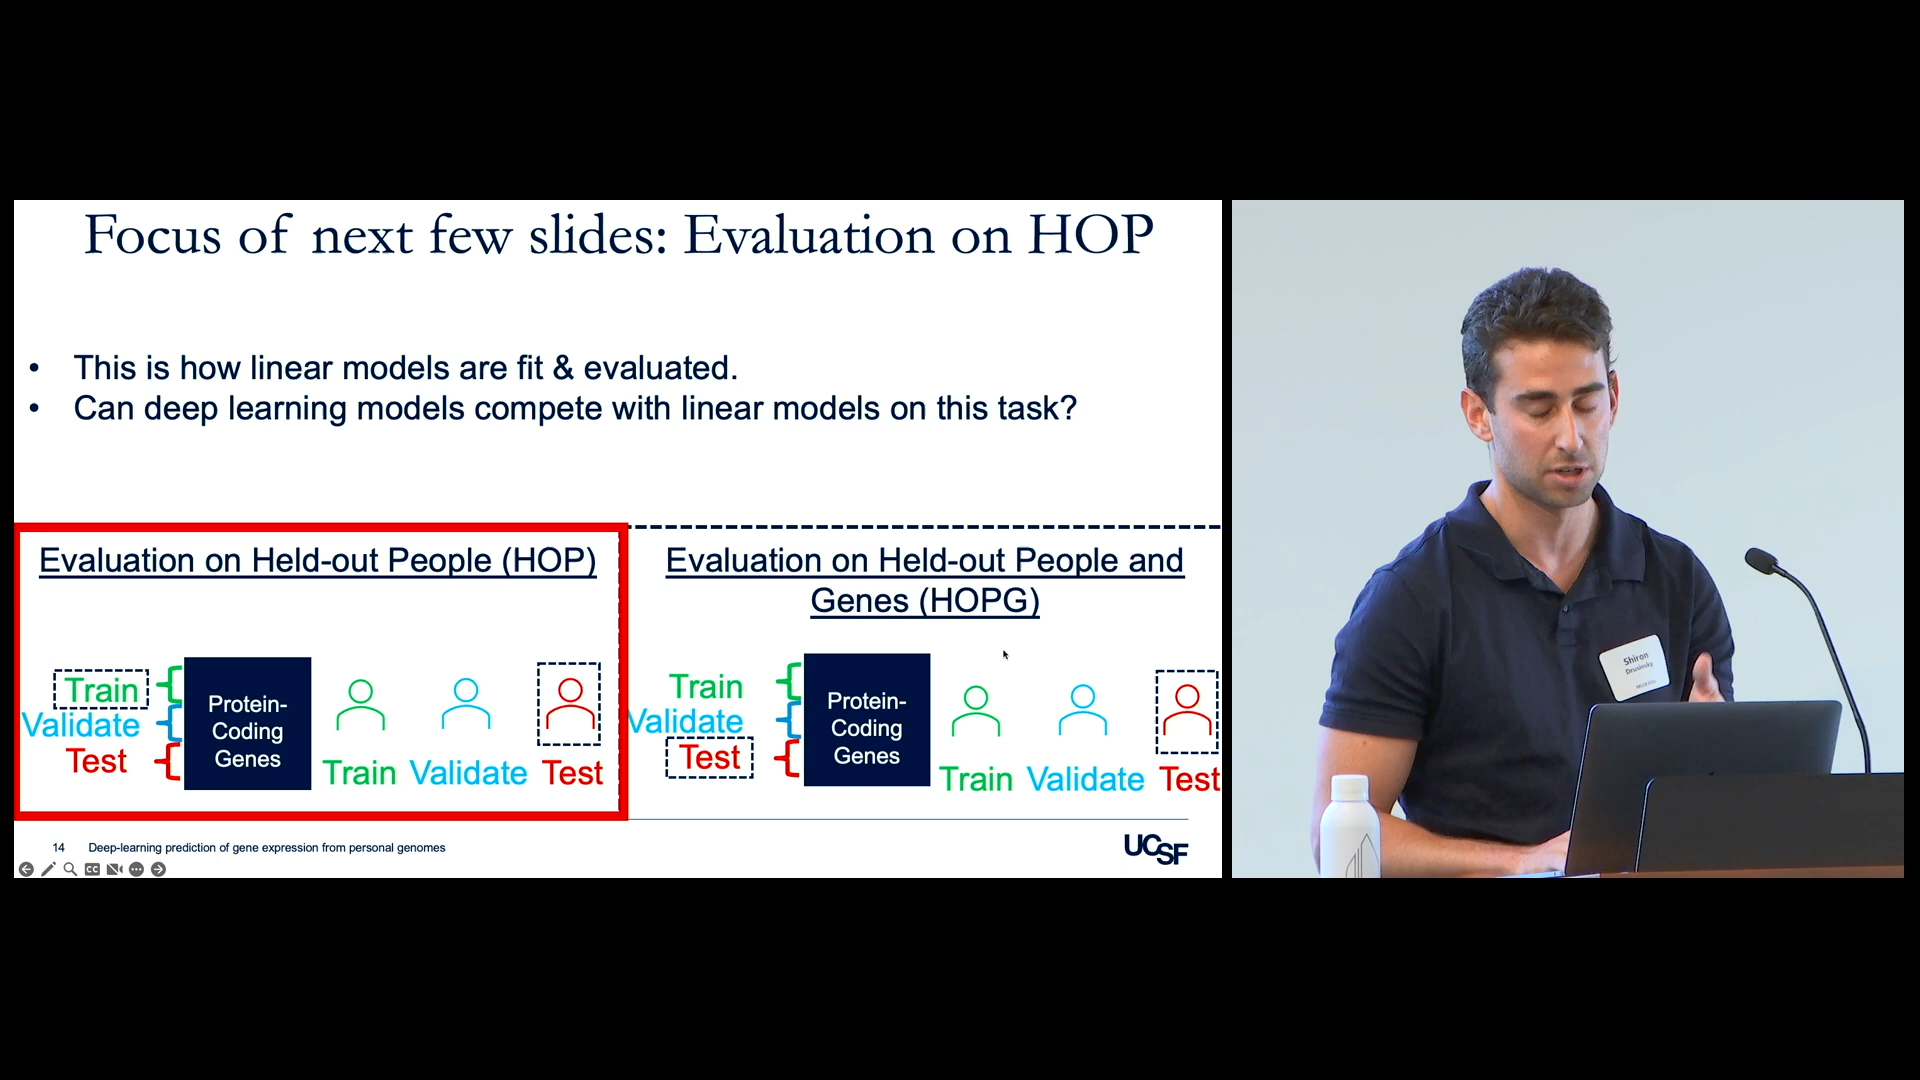 Focus of next few slides: Evaluation on HOP
• This is how linear models are fit & evaluated.
• Can deep learning models compete with linear models on this task?
Evaluation on Held-out People (HOP)
Train
Validate
Test
Protein-
Coding
Genes
Train Validate Test
Evaluation on Held-out People and
Genes (HOPG)
Train
Validate
Test
Protein-
Coding
Genes
Train Validate Test
14 Deep-learning prediction of gene expression from personal genomes
UCSF
CC
Shiron
Drusinsky